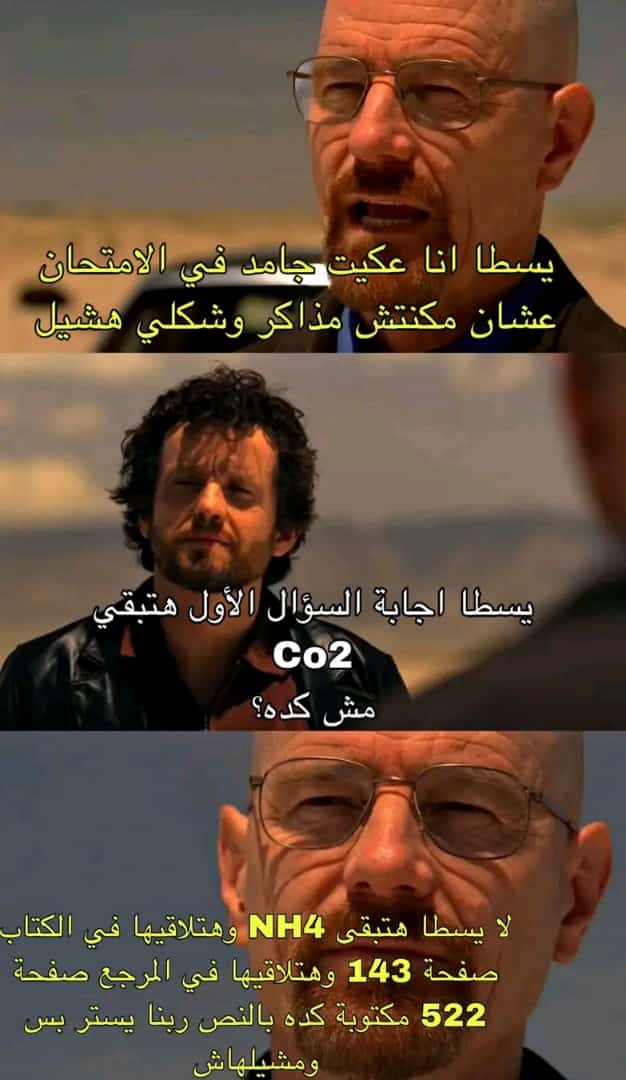 يسطا انا عكيت جامد في الامتحان
عشان مكنتش مذاكر وشكلي هشيل
يسطا اجابة السؤال الأول هتبقي
Co2
مش كده؟
لا يسطا هتبقى NH4 وهتلاقيها في الكتاب
صفحة 143 وهتلاقيها في المرجع صفحة
522 مكتوبة كده بالنص ربنا يستر بس
ومشيلهاش